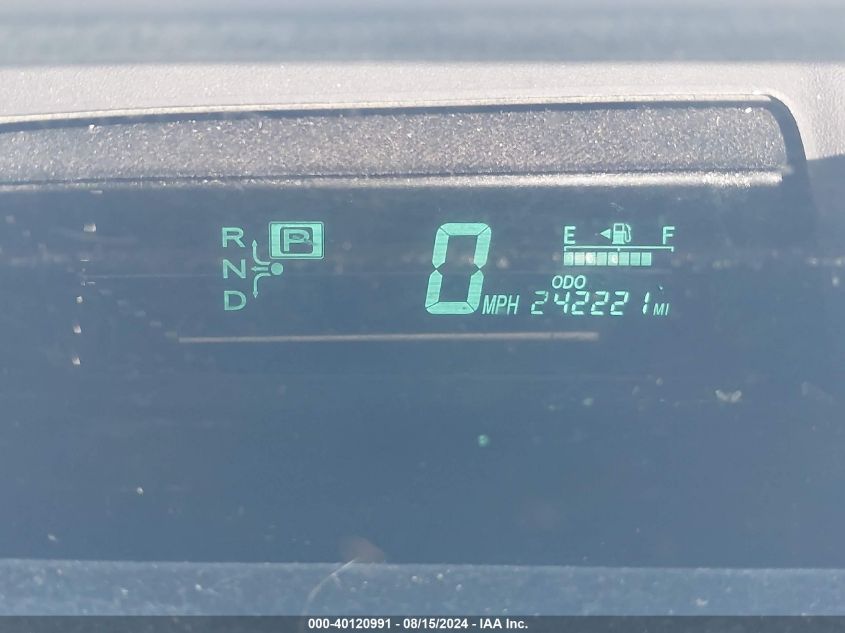 R P
N
D
0 MPH
E F
ODO
242221 MI
000-40120991 - 08/15/2024 - IAA Inc.